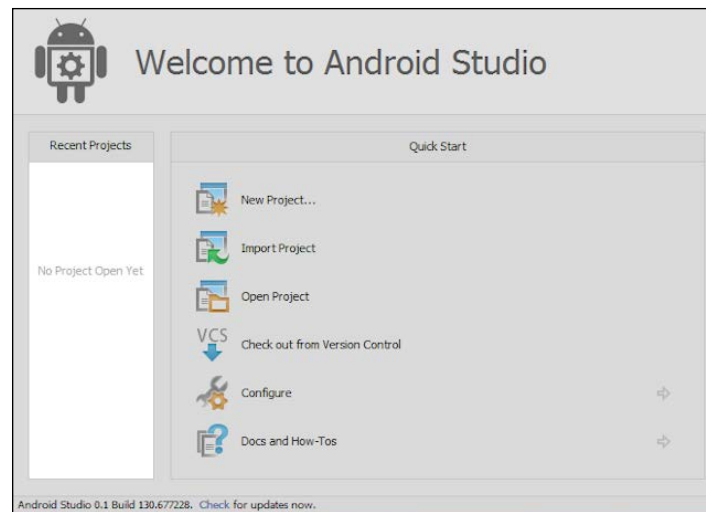 Welcome to Android Studio
Recent Projects
No Project Open Yet
Quick Start
New Project...
Import Project
Open Project
VCS
Check out from Version Control
Configure
Docs and How-Tos
Android Studio 0.1 Build 130.677228. Check for updates now.